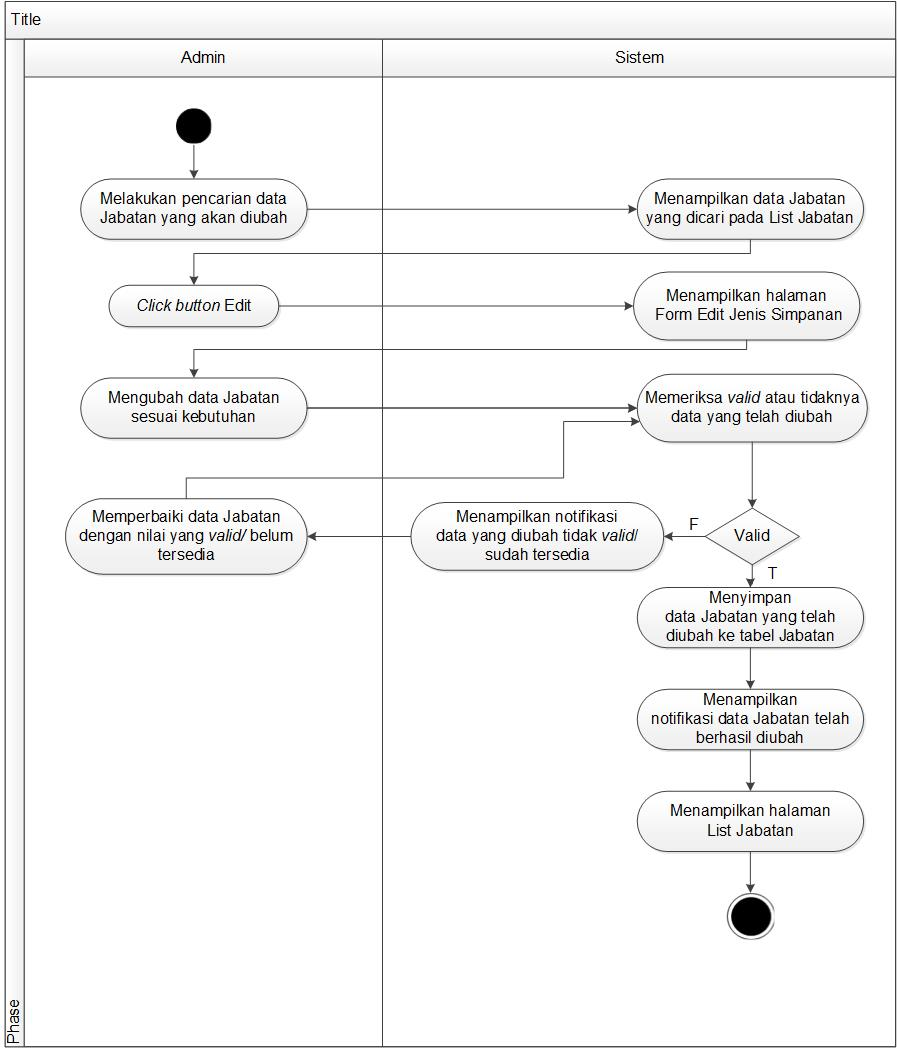 Title
Admin
Sistem
Melakukan pencarian data
Jabatan yang akan diubah
Menampilkan data Jabatan
yang dicari pada List Jabatan
Click button Edit
Menampilkan halaman
Form Edit Jenis Simpanan
Mengubah data Jabatan
sesuai kebutuhan
Memeriksa valid atau tidaknya
data yang telah diubah
Memperbaiki data Jabatan
dengan nilai yang valid/ belum
tersedia
Menampilkan notifikasi
data yang diubah tidak valid/
sudah tersedia
F
Valid
T
Menyimpan
data Jabatan yang telah
diubah ke tabel Jabatan
Menampilkan
notifikasi data Jabatan telah
berhasil diubah
Menampilkan halaman
List Jabatan
Phase